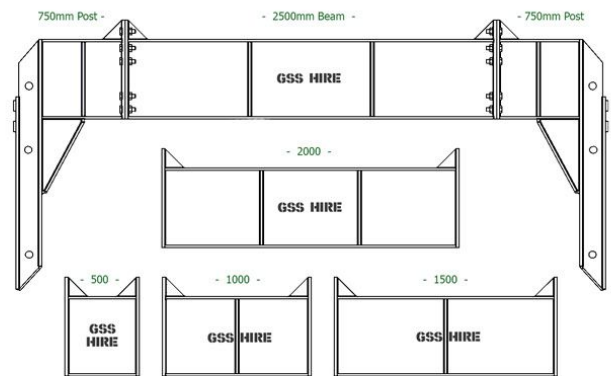 750mm Post -
- 2500mm Beam -
- 750mm Post
GSS HIRE
- 2000 -
GSS HIRE
- 500 -
- 1000 -
- 1500 -
GSS
HIRE
GSS HIRE
GSS HIRE